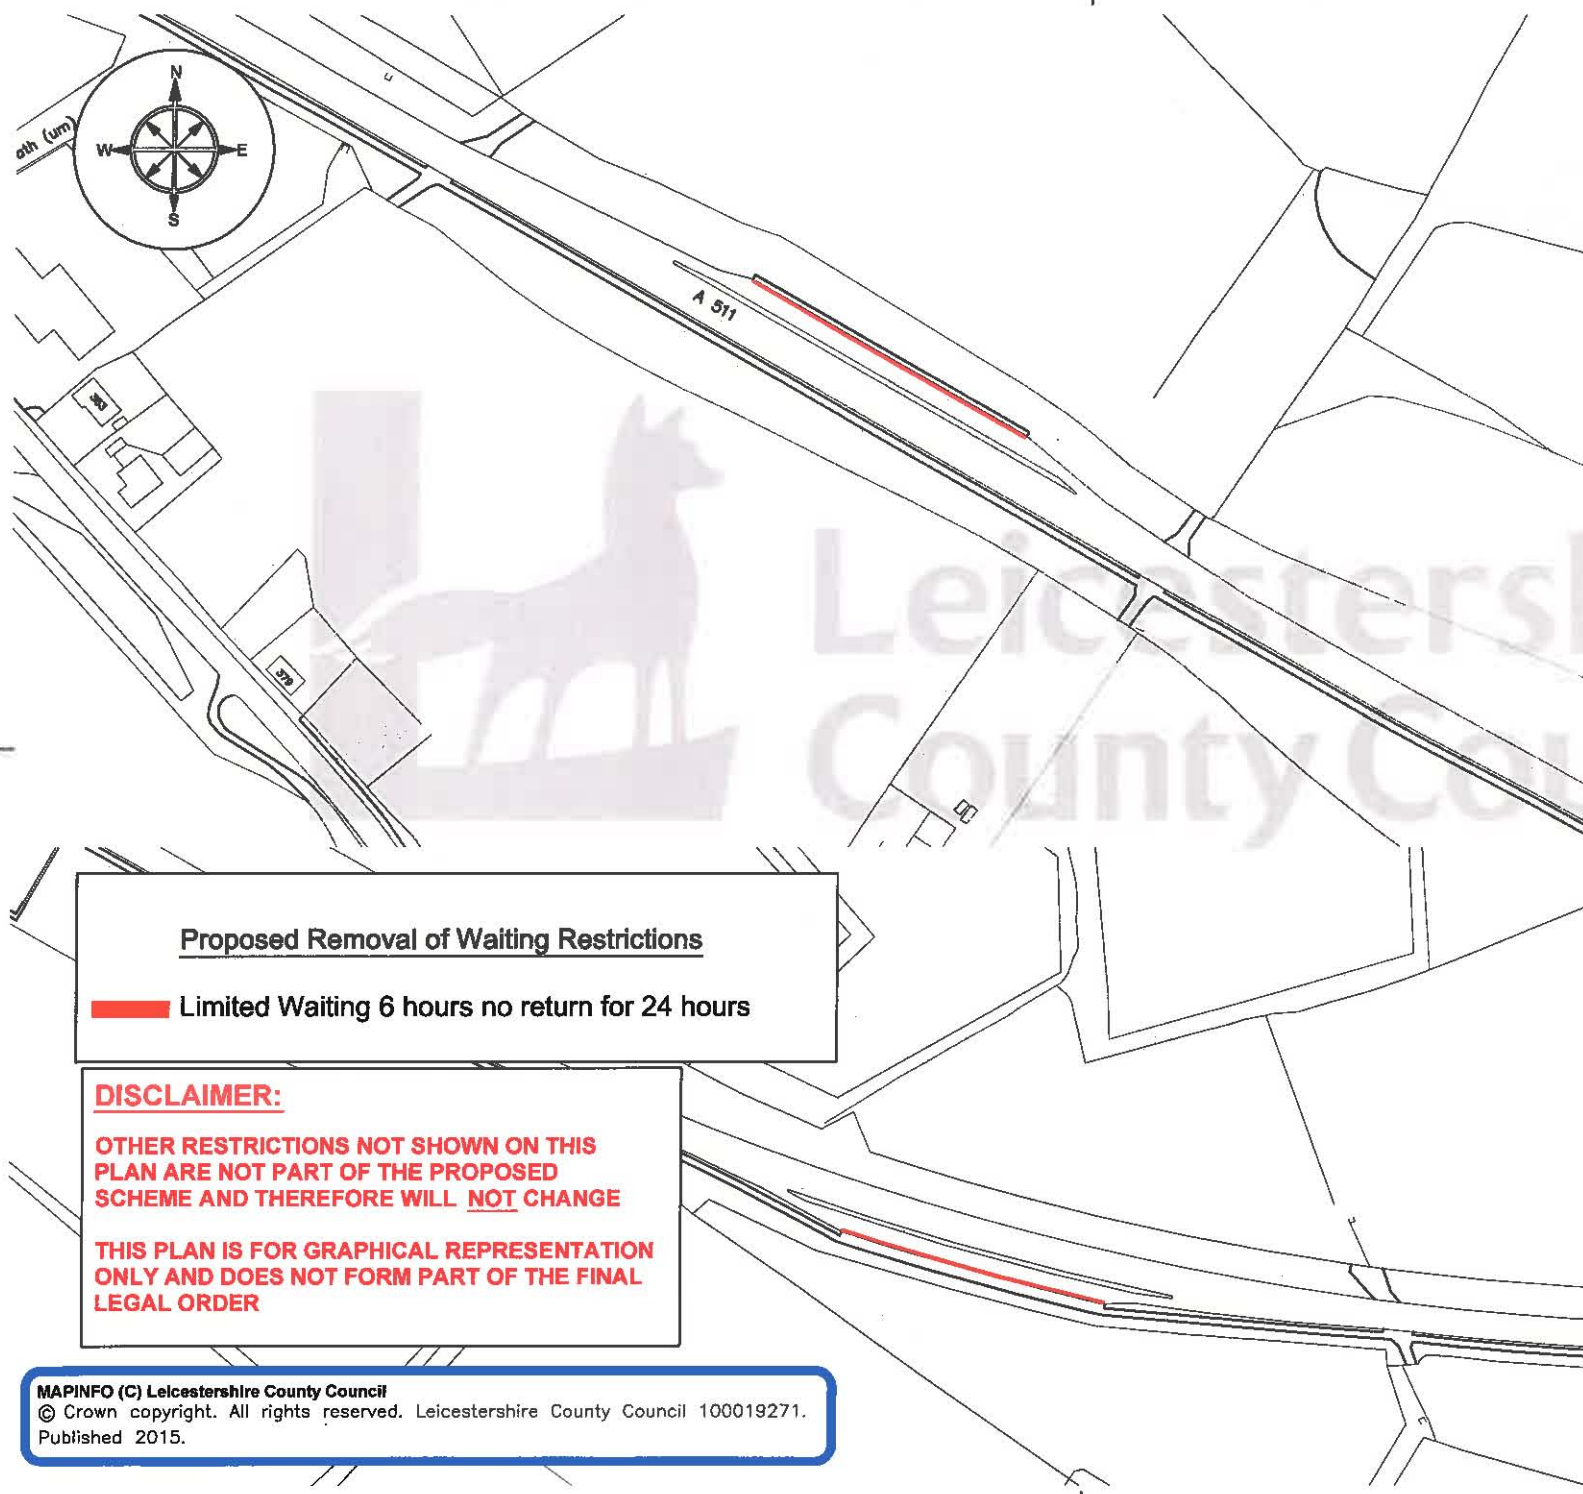 N
W E
S
ath (um)
A 511
383
379
Leicestersh
County Cou
Proposed Removal of Waiting Restrictions
Limited Waiting 6 hours no return for 24 hours
DISCLAIMER:
OTHER RESTRICTIONS NOT SHOWN ON THIS
PLAN ARE NOT PART OF THE PROPOSED
SCHEME AND THEREFORE WILL NOT CHANGE
THIS PLAN IS FOR GRAPHICAL REPRESENTATION
ONLY AND DOES NOT FORM PART OF THE FINAL
LEGAL ORDER
MAPINFO (C) Leicestershire County Council
© Crown copyright. All rights reserved. Leicestershire County Council 100019271.
Published 2015.